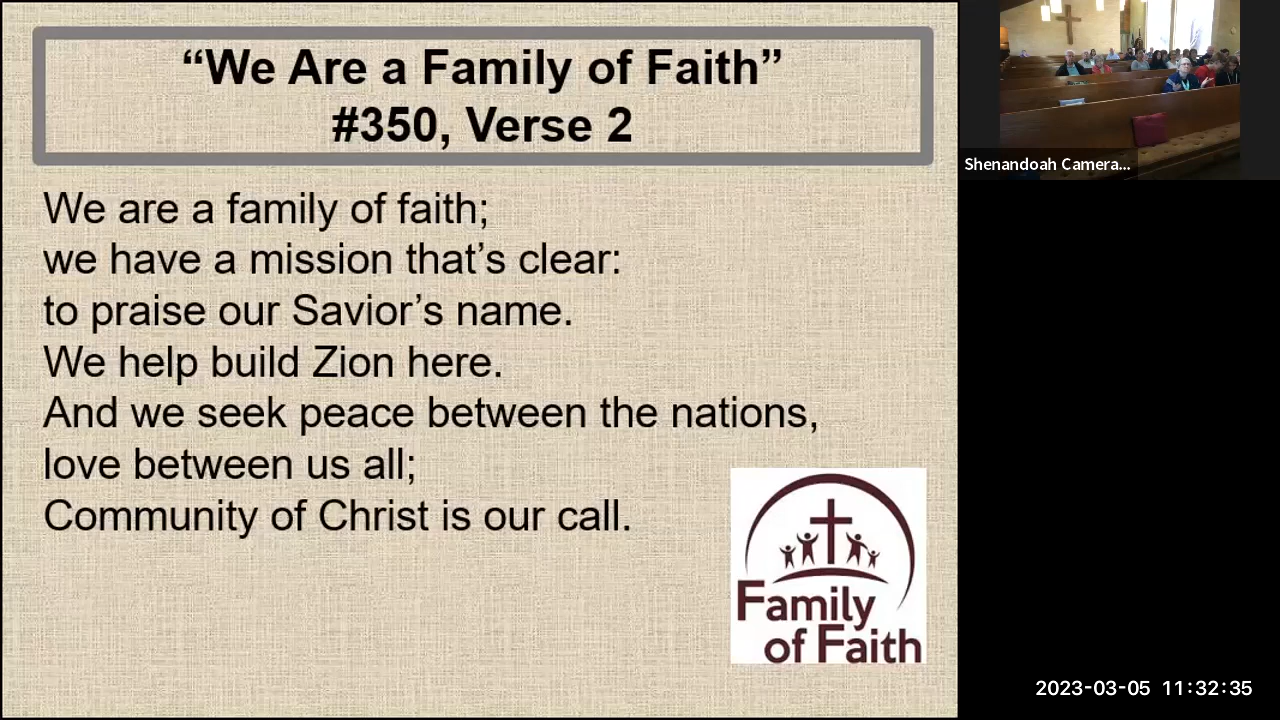 “We Are a Family of Faith”
#350, Verse 2
We are a family of faith;
we have a mission that’s clear:
to praise our Savior’s name.
We help build Zion here.
And we seek peace between the nations,
love between us all;
Community of Christ is our call.
Family
of Faith
Shenandoah Camera...
2023-03-05 11:32:35